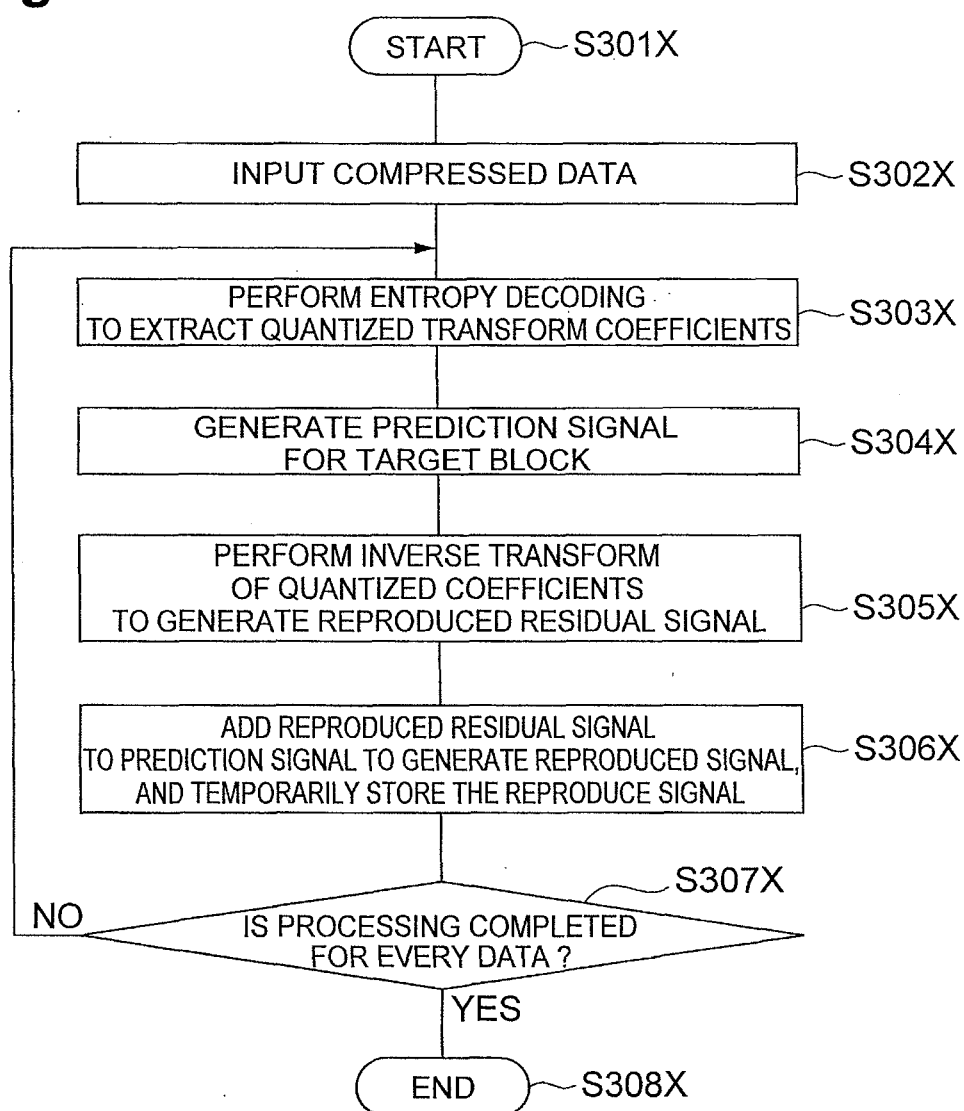 START
S301X
INPUT COMPRESSED DATA
S302X
PERFORM ENTROPY DECODING
TO EXTRACT QUANTIZED TRANSFORM COEFFICIENTS
S303X
GENERATE PREDICTION SIGNAL
FOR TARGET BLOCK
S304X
PERFORM INVERSE TRANSFORM
OF QUANTIZED COEFFICIENTS
TO GENERATE REPRODUCED RESIDUAL SIGNAL
S305X
ADD REPRODUCED RESIDUAL SIGNAL
TO PREDICTION SIGNAL TO GENERATE REPRODUCED SIGNAL,
AND TEMPORARILY STORE THE REPRODUCE SIGNAL
S306X
S307X
NO
IS PROCESSING COMPLETED
FOR EVERY DATA ?
YES
END
S308X